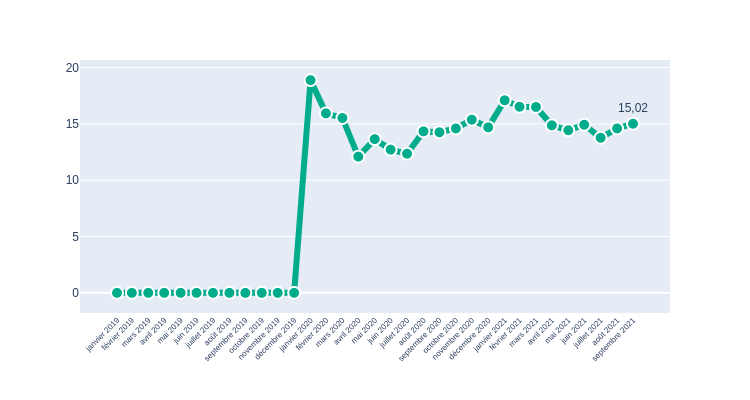 20
15,02
15
10
5
0
janvier 2019
février 2019
mars 2019
avril 2019
mai 2019
juin 2019
juillet 2019
août 2019
septembre 2019
octobre 2019
novembre 2019
décembre 2019
janvier 2020
février 2020
mars 2020
avril 2020
mai 2020
juin 2020
juillet 2020
août 2020
septembre 2020
octobre 2020
novembre 2020
décembre 2020
janvier 2021
février 2021
mars 2021
avril 2021
mai 2021
juin 2021
juillet 2021
août 2021
septembre 2021